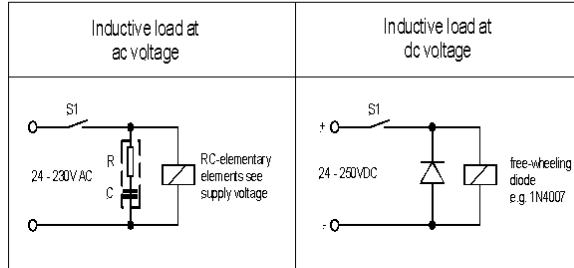 Inductive load at
ac voltage
Inductive load at
dc voltage
S1
R
C
24 - 230V AC
RC-elementary
elements see
supply voltage
S1
+
24 - 250VDC
-
free-wheeling
diode
e.g. 1N4007